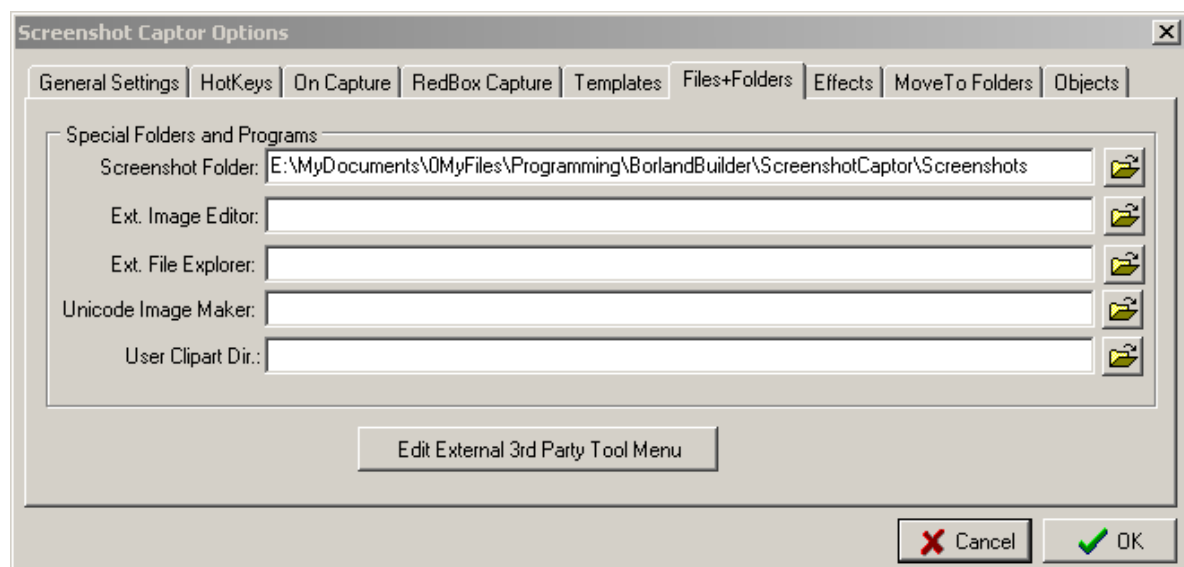 Screenshot Captor Options
General Settings HotKeys On Capture RedBox Capture Templates Files+Folders Effects MoveTo Folders Objects
Special Folders and Programs
Screenshot Folder: E:\MyDocuments\0MyFiles\Programming\BorlandBuilder\ScreenshotCaptor\Screenshots
Ext. Image Editor:
Ext. File Explorer:
Unicode Image Maker:
User Clipart Dir.:
Edit External 3rd Party Tool Menu
Cancel OK